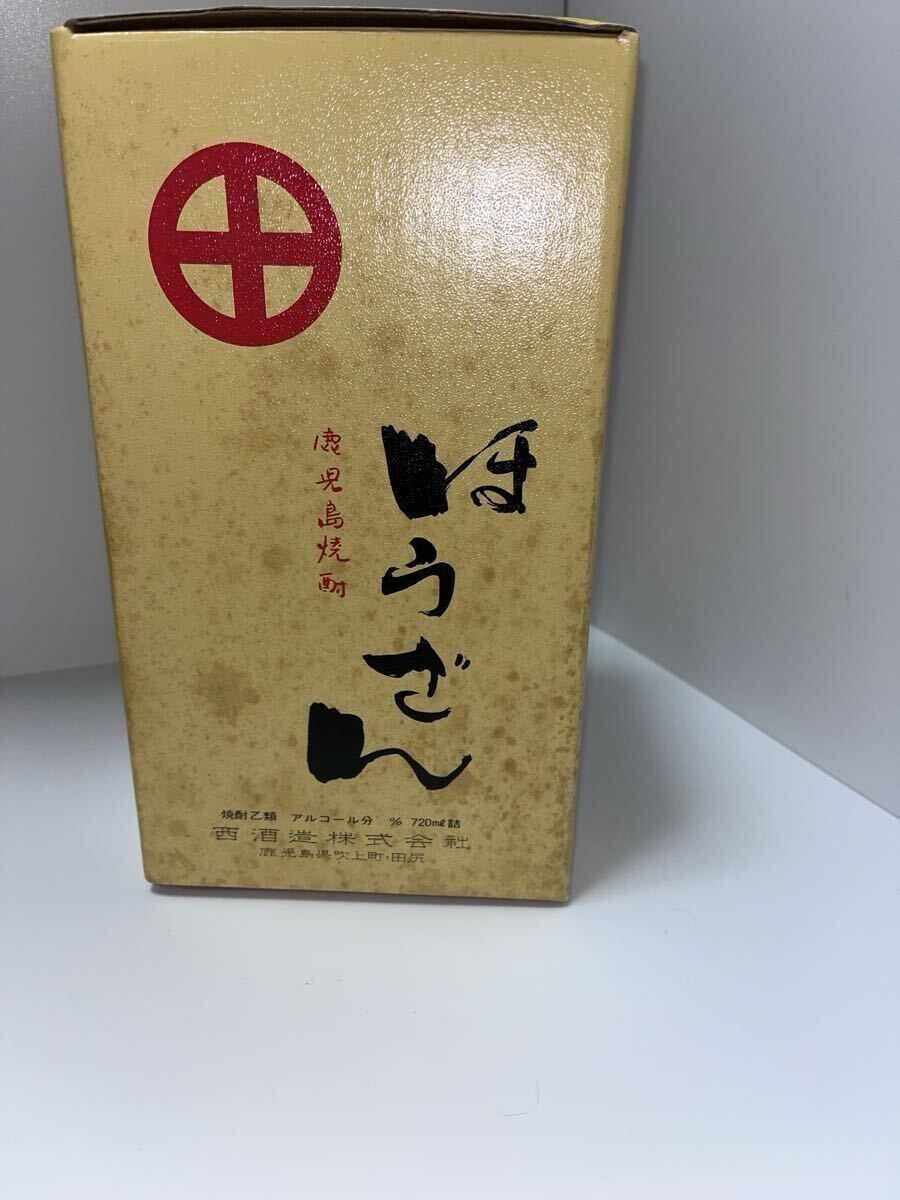 ほうざん
鹿児島焼酎
焼酎乙類 アルコール分 % 720ml詰
西酒造株式会社
鹿児島県吹上町・田尻